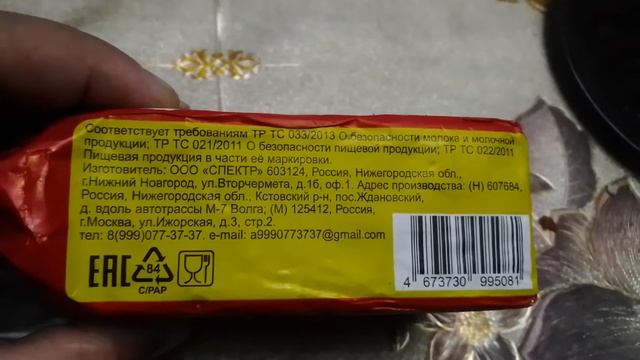 Соответствует требованиям ТР ТС 033/2013 О безопасности молока и молочной
продукции; ТР ТС 021/2011 О безопасности пищевой продукции; ТР ТС 022/2011
Пищевая продукция в части её маркировки.
Изготовитель: ООО «СПЕКТР» 603124, Россия, Нижегородская обл.,
г.Нижний Новгород, ул.Вторчермета, д.1б, оф.1. Адрес производства: (Н) 607684,
Россия, Нижегородская обл., Кстовский р-н, пос.Ждановский,
д. вдоль автотрассы М-7 Волга; (М) 125412, Россия,
г.Москва, ул.Ижорская, д.3, стр.2.
тел: 8(999)077-37-37. e-mail: a9990773737@gmail.com
ЕАС 84
C/PAP
4 673730 995081